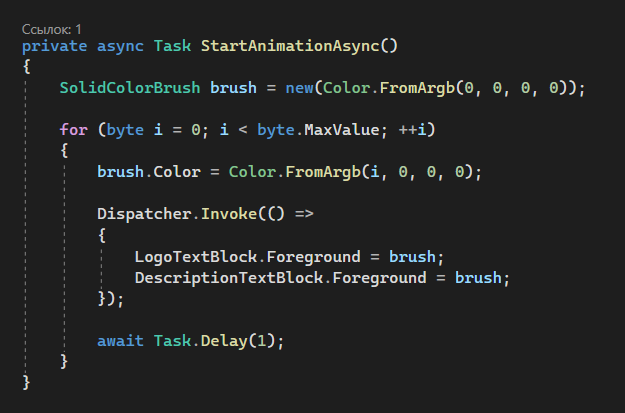 Ссылок: 1
private async Task StartAnimationAsync()
{
    SolidColorBrush brush = new(Color.FromArgb(0, 0, 0, 0));

    for (byte i = 0; i < byte.MaxValue; ++i)
    {
        brush.Color = Color.FromArgb(i, 0, 0, 0);

        Dispatcher.Invoke(() =>
        {
            LogoTextBlock.Foreground = brush;
            DescriptionTextBlock.Foreground = brush;
        });

        await Task.Delay(1);
    }
}